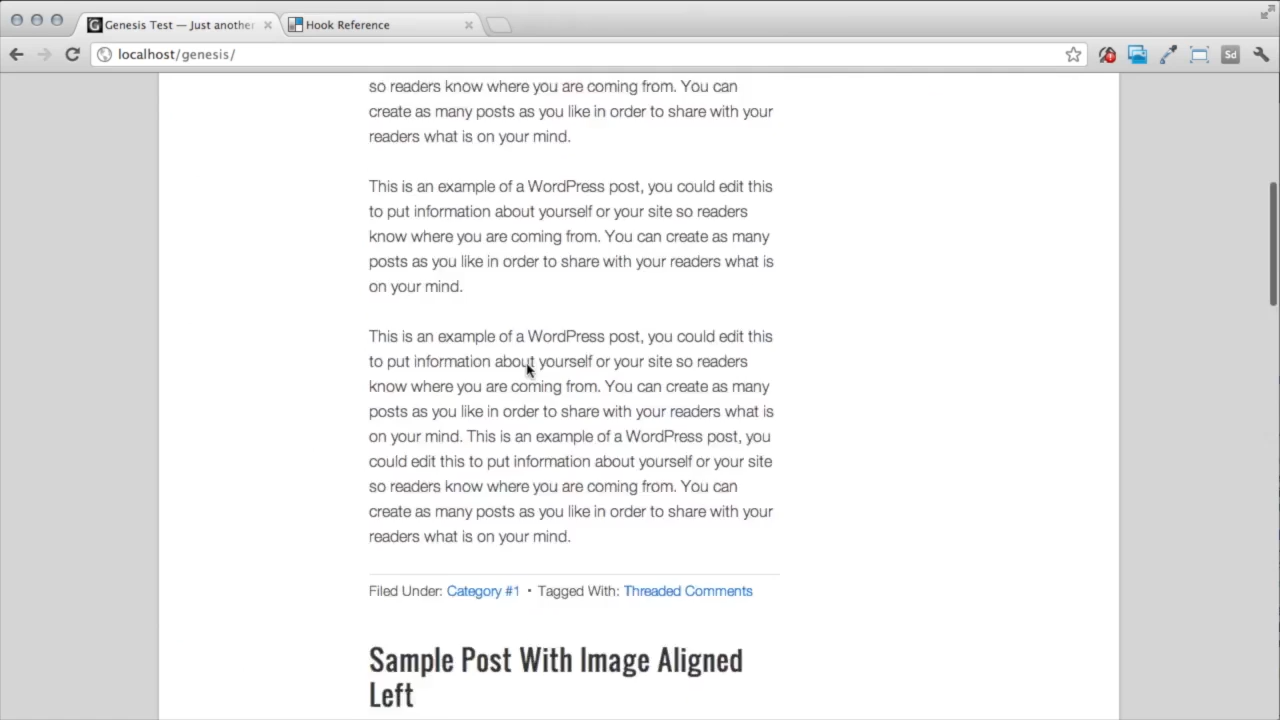 Genesis Test — Just another
Hook Reference
localhost/genesis/
Sd
so readers know where you are coming from. You can
create as many posts as you like in order to share with your
readers what is on your mind.
This is an example of a WordPress post, you could edit this
to put information about yourself or your site so readers
know where you are coming from. You can create as many
posts as you like in order to share with your readers what is
on your mind.
This is an example of a WordPress post, you could edit this
to put information about yourself or your site so readers
know where you are coming from. You can create as many
posts as you like in order to share with your readers what is
on your mind. This is an example of a WordPress post, you
could edit this to put information about yourself or your site
so readers know where you are coming from. You can
create as many posts as you like in order to share with your
readers what is on your mind.
Filed Under: Category #1 • Tagged With: Threaded Comments
Sample Post With Image Aligned
Left